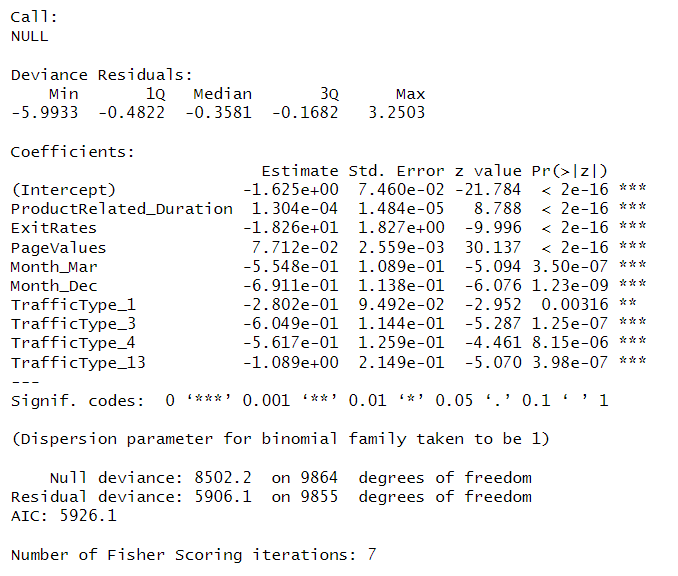 Call:
NULL
Deviance Residuals:
    Min      1Q   Median      3Q     Max
-5.9933  -0.4822  -0.3581  -0.1682   3.2503
Coefficients:
                         Estimate Std. Error z value Pr(>|z|)
(Intercept)            -1.625e+00  7.460e-02 -21.784  < 2e-16 ***
ProductRelated_Duration  1.304e-04  1.484e-05   8.788  < 2e-16 ***
ExitRates              -1.826e+01  1.827e+00  -9.996  < 2e-16 ***
PageValues              7.712e-02  2.559e-03  30.137  < 2e-16 ***
Month_Mar              -5.548e-01  1.089e-01  -5.094 3.50e-07 ***
Month_Dec              -6.911e-01  1.138e-01  -6.076 1.23e-09 ***
TrafficType_1          -2.802e-01  9.492e-02  -2.952  0.00316 **
TrafficType_3          -6.049e-01  1.144e-01  -5.287 1.25e-07 ***
TrafficType_4          -5.617e-01  1.259e-01  -4.461 8.15e-06 ***
TrafficType_13         -1.089e+00  2.149e-01  -5.070 3.98e-07 ***
---
Signif. codes:  0 ‘***’ 0.001 ‘**’ 0.01 ‘*’ 0.05 ‘.’ 0.1 ‘ ’ 1
(Dispersion parameter for binomial family taken to be 1)
    Null deviance: 8502.2  on 9864  degrees of freedom
Residual deviance: 5906.1  on 9855  degrees of freedom
AIC: 5926.1
Number of Fisher Scoring iterations: 7